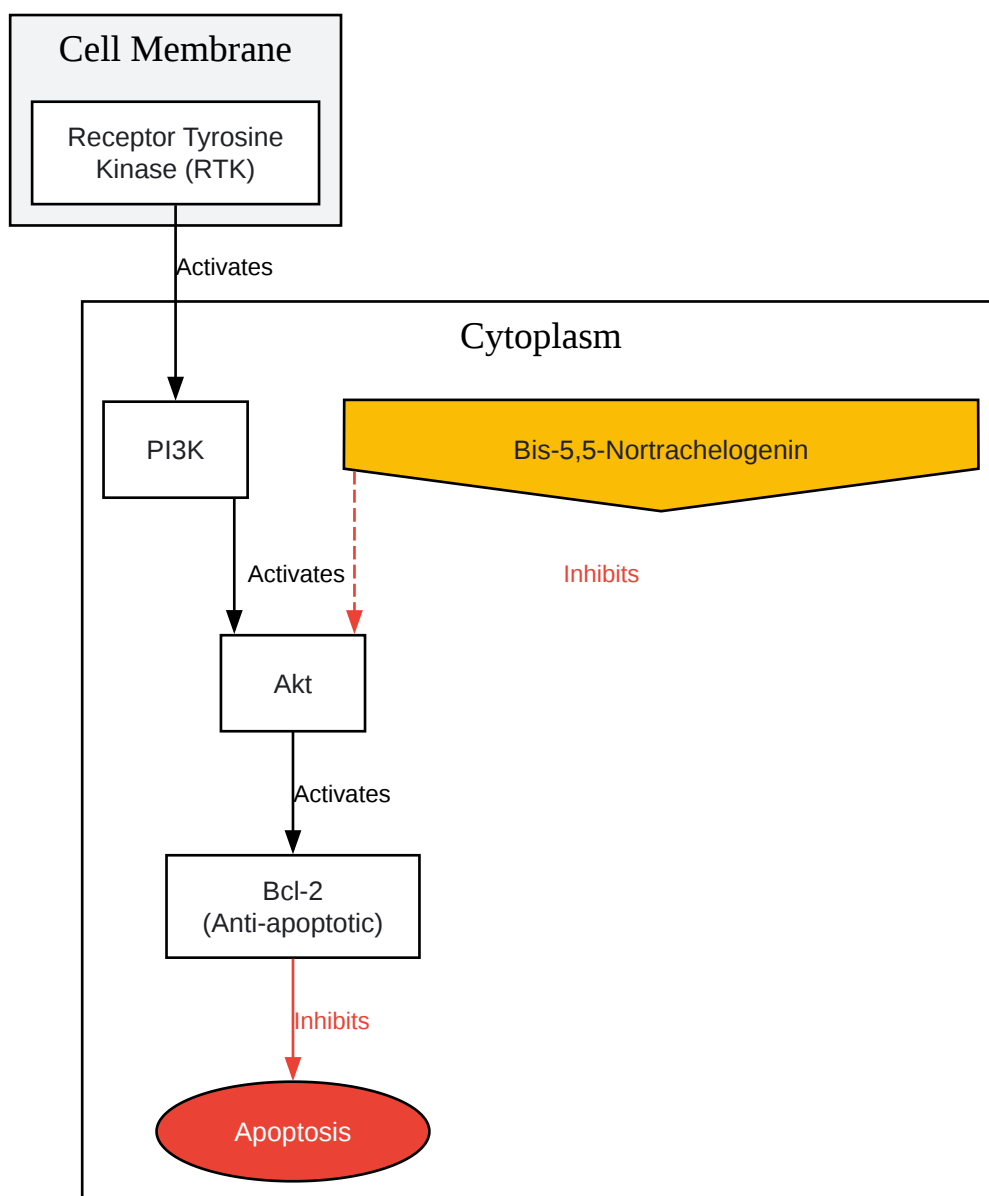 Cell Membrane
Receptor Tyrosine
Kinase (RTK)
Activates
Cytoplasm
PI3K
Bis-5,5-Nortrachelogenin
Activates
Inhibits
Akt
Activates
Bcl-2
(Anti-apoptotic)
Inhibits
Apoptosis